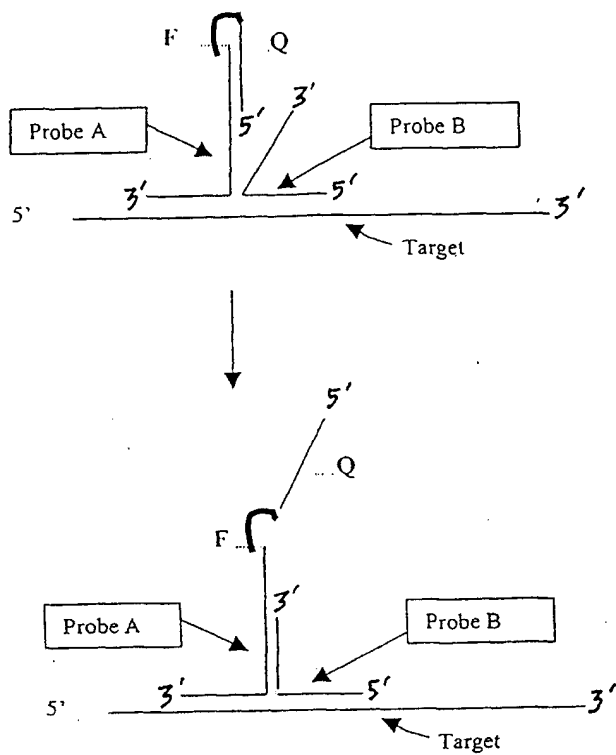 F Q
5' 3'
Probe A Probe B
3' 5'
5' 3'
Target
5'
Q
F
3'
Probe A Probe B
3' 5'
5' 3'
Target